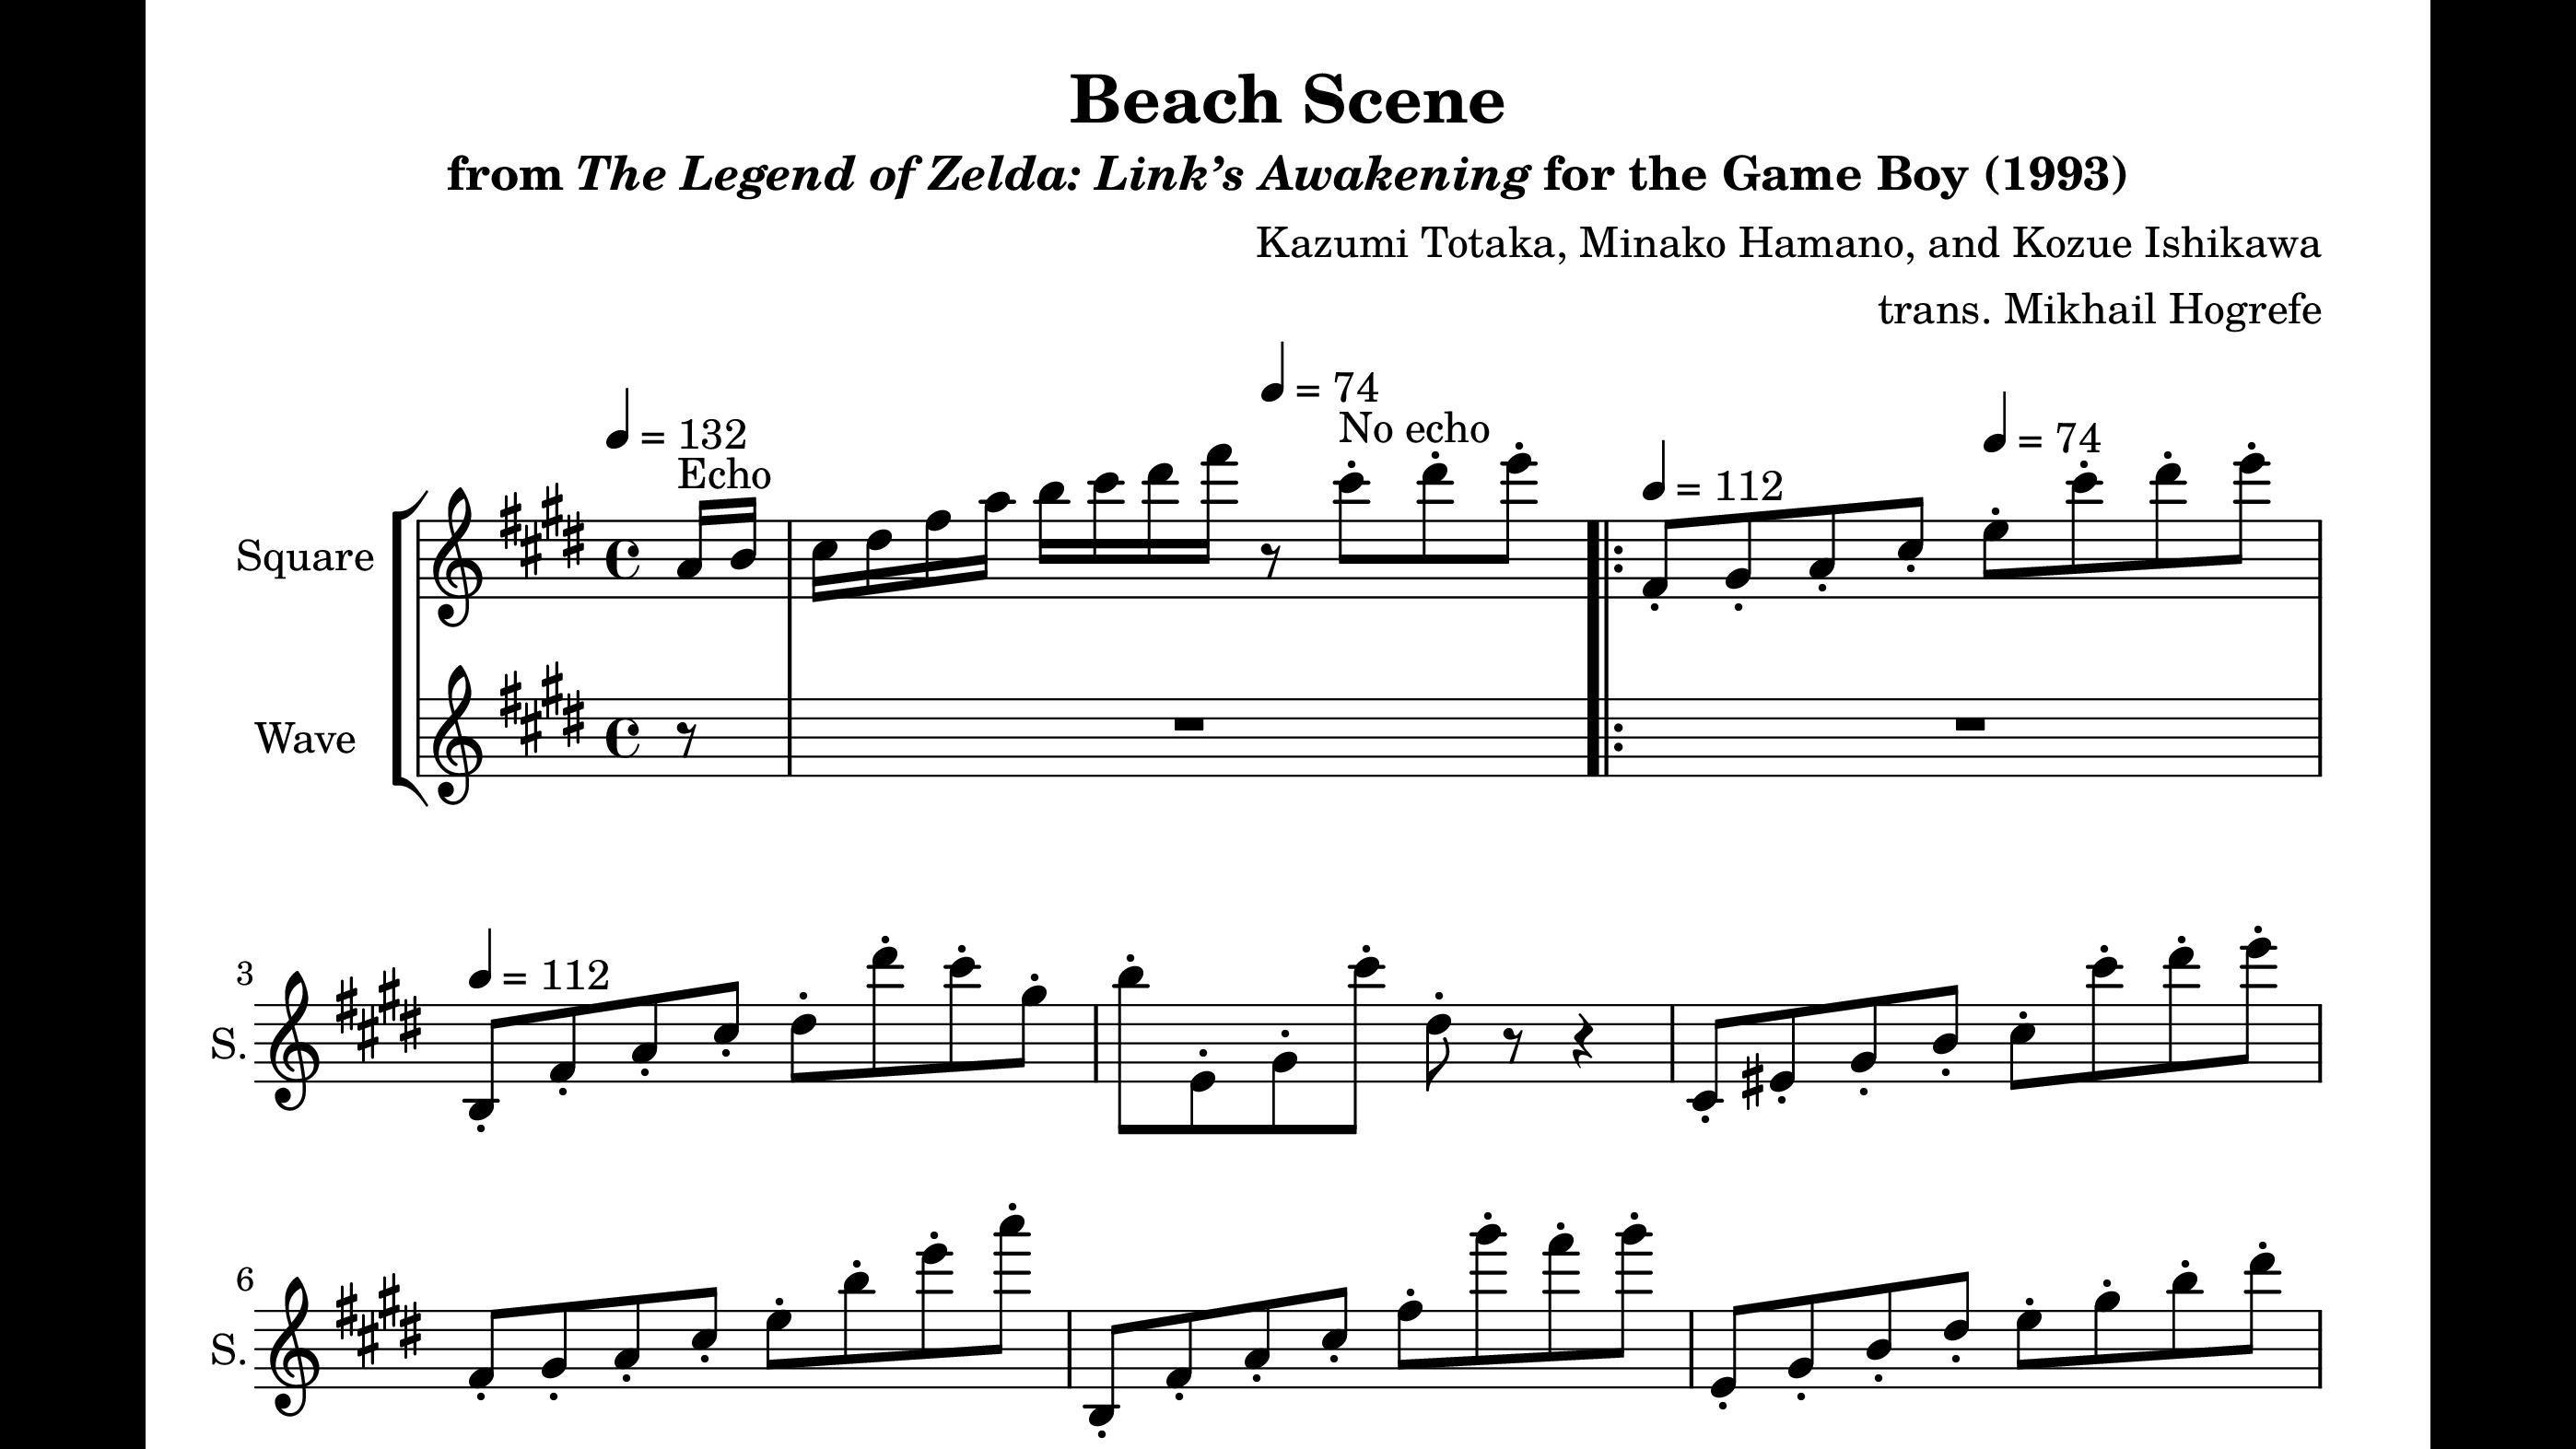 Beach Scene
from The Legend of Zelda: Link’s Awakening for the Game Boy (1993)
Kazumi Totaka, Minako Hamano, and Kozue Ishikawa
trans. Mikhail Hogrefe
= 74
= 132
No echo
= 74
Echo
= 112
Square
Wave
3
= 112
S.
6
S.